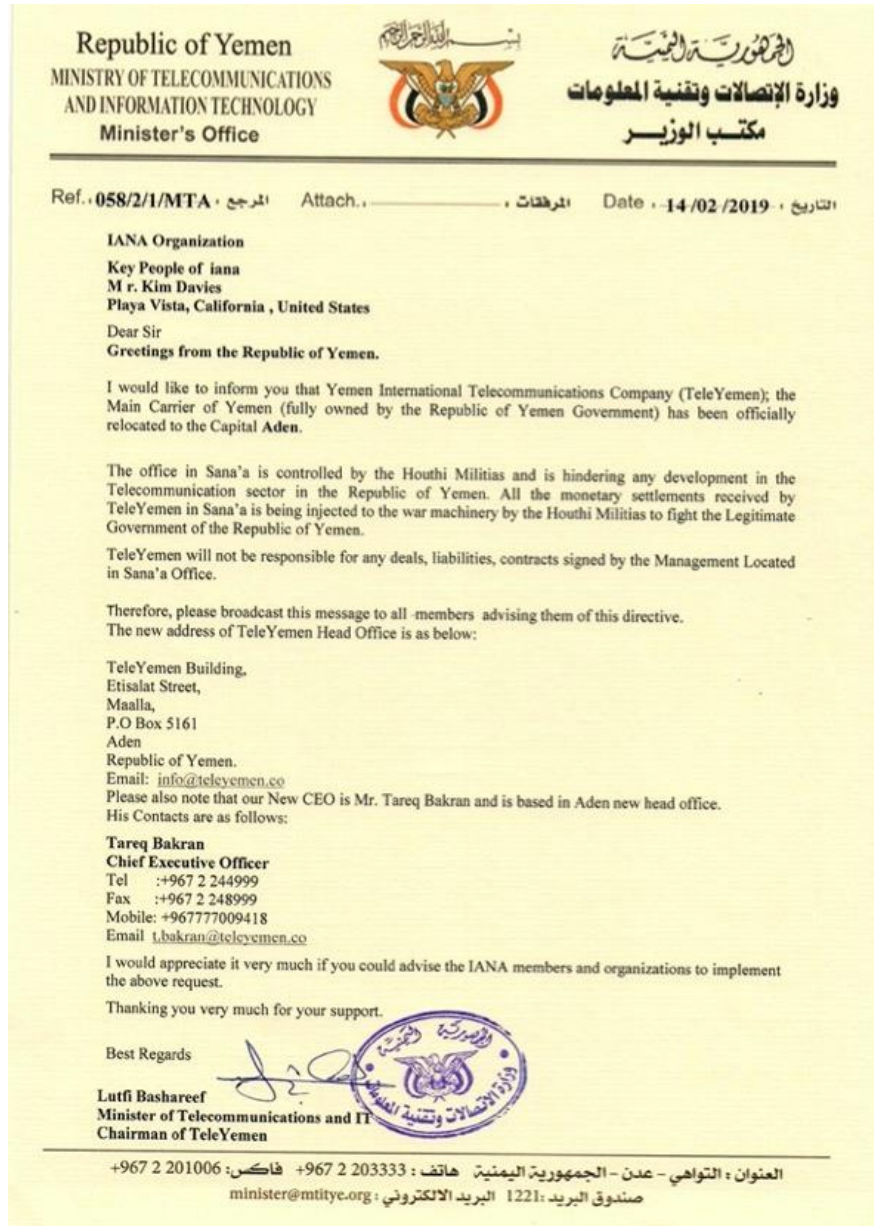 Republic of Yemen
MINISTRY OF TELECOMMUNICATIONS
AND INFORMATION TECHNOLOGY
Minister's Office
بسم الله الرحمن الرحيم
الجمهورية اليمنية
وزارة الإتصالات وتقنية المعلومات
مكتب الوزير
Ref.: 058/2/1/MTA : المرجع Attach.: المرفقات : Date : 14/02/2019 : التاريخ
IANA Organization
Key People of iana
M r. Kim Davies
Playa Vista, California , United States
Dear Sir
Greetings from the Republic of Yemen.
I would like to inform you that Yemen International Telecommunications Company (TeleYemen); the
Main Carrier of Yemen (fully owned by the Republic of Yemen Government) has been officially
relocated to the Capital Aden.
The office in Sana'a is controlled by the Houthi Militias and is hindering any development in the
Telecommunication sector in the Republic of Yemen. All the monetary settlements received by
TeleYemen in Sana'a is being injected to the war machinery by the Houthi Militias to fight the Legitimate
Government of the Republic of Yemen.
TeleYemen will not be responsible for any deals, liabilities, contracts signed by the Management Located
in Sana'a Office.
Therefore, please broadcast this message to all members advising them of this directive.
The new address of TeleYemen Head Office is as below:
TeleYemen Building,
Etisalat Street,
Maalla,
P.O Box 5161
Aden
Republic of Yemen.
Email: info@teleyemen.co
Please also note that our New CEO is Mr. Tareq Bakran and is based in Aden new head office.
His Contacts are as follows:
Tareq Bakran
Chief Executive Officer
Tel :+967 2 244999
Fax :+967 2 248999
Mobile: +967777009418
Email t.bakran@teleyemen.co
I would appreciate it very much if you could advise the IANA members and organizations to implement
the above request.
Thanking you very much for your support.
Best Regards
الجمهورية اليمنية
وزارة الاتصالات وتقنية المعلومات
Lutfi Bashareef
Minister of Telecommunications and IT
Chairman of TeleYemen
العنوان : التواهي - عدن - الجمهورية اليمنية هاتف : 203333 2 967+ فاكس: 201006 2 967+
صندوق البريد :1221 البريد الالكتروني : minister@mtitye.org